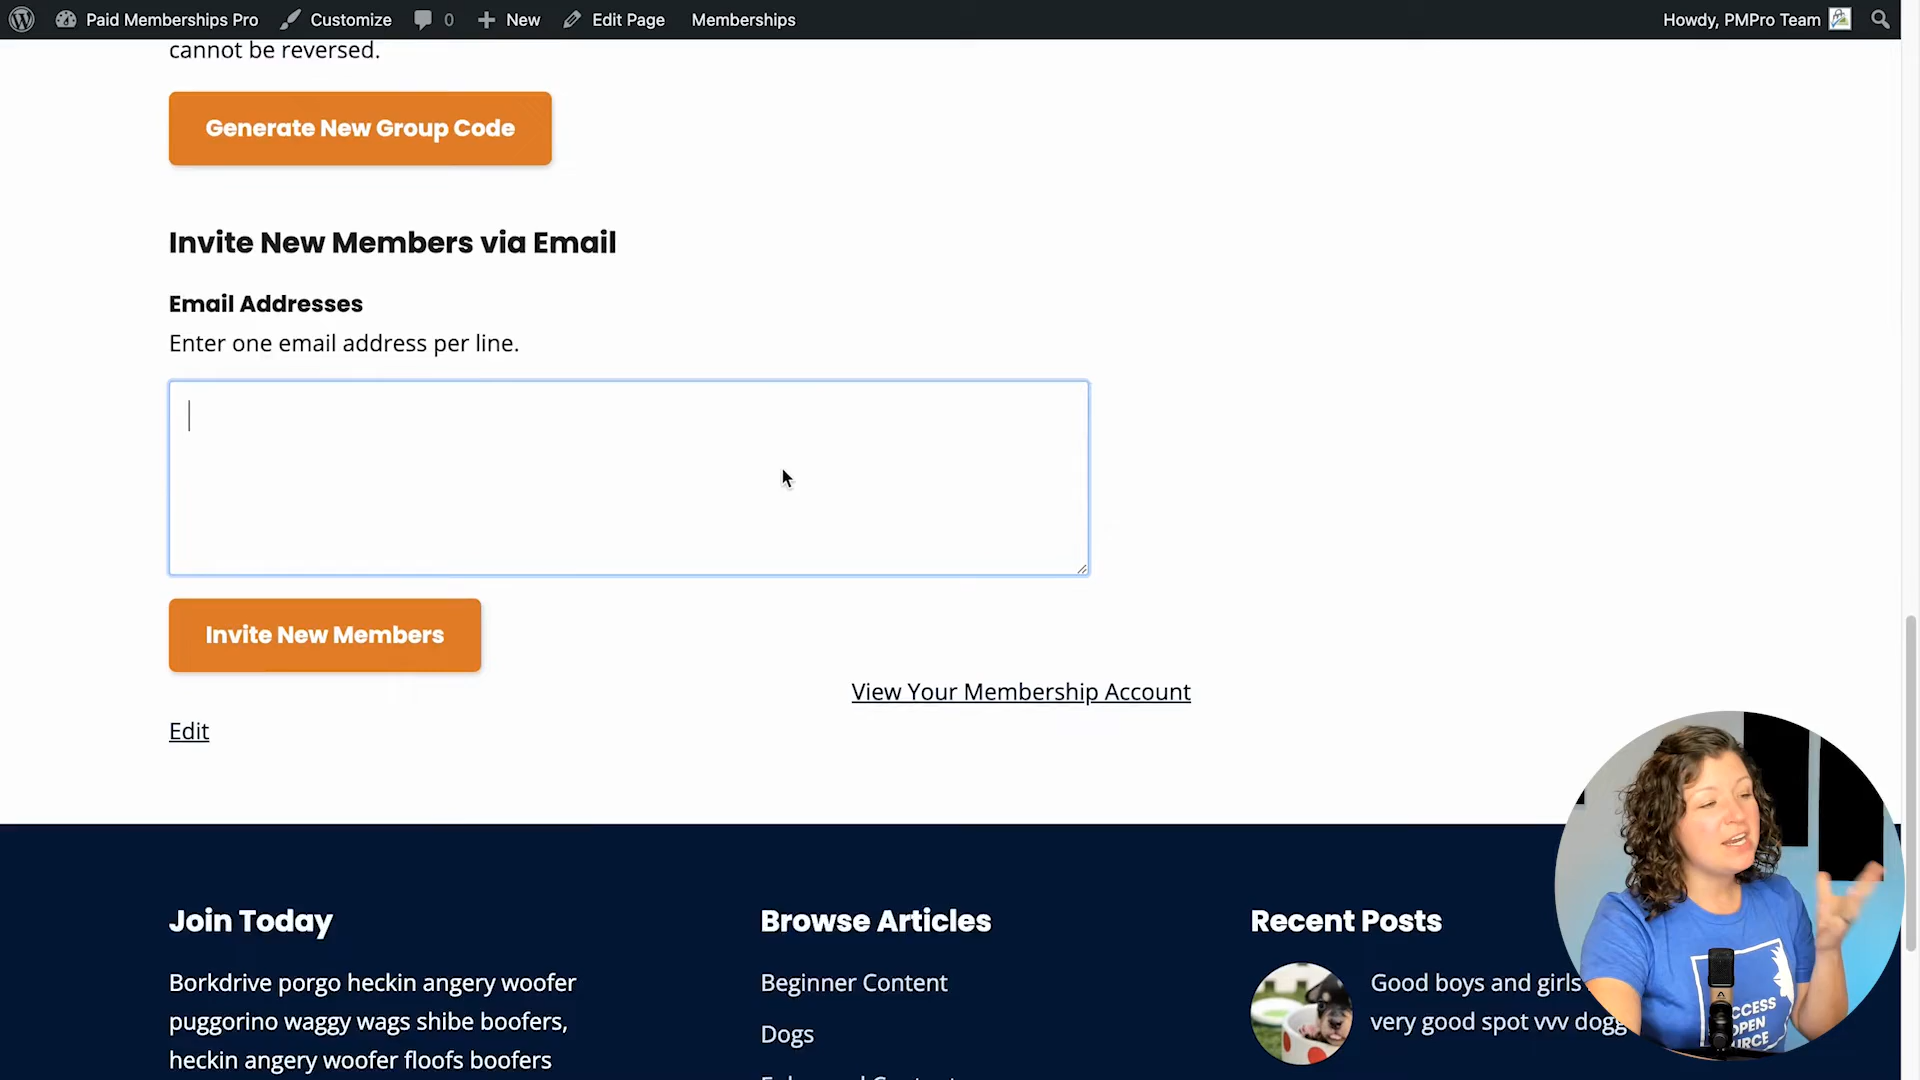 Paid Memberships Pro Customize 0 New Edit Page Memberships Howdy, PMPro Team
cannot be reversed.
Generate New Group Code
Invite New Members via Email
Email Addresses
Enter one email address per line.
Invite New Members
View Your Membership Account
Edit
Join Today
Borkdrive porgo heckin angery woofer
puggorino waggy wags shibe boofers,
heckin angery woofer floofs boofers
Browse Articles
Beginner Content
Dogs
Recent Posts
Good boys and girls
very good spot vvv dogg
CCESS
OPEN
URCE